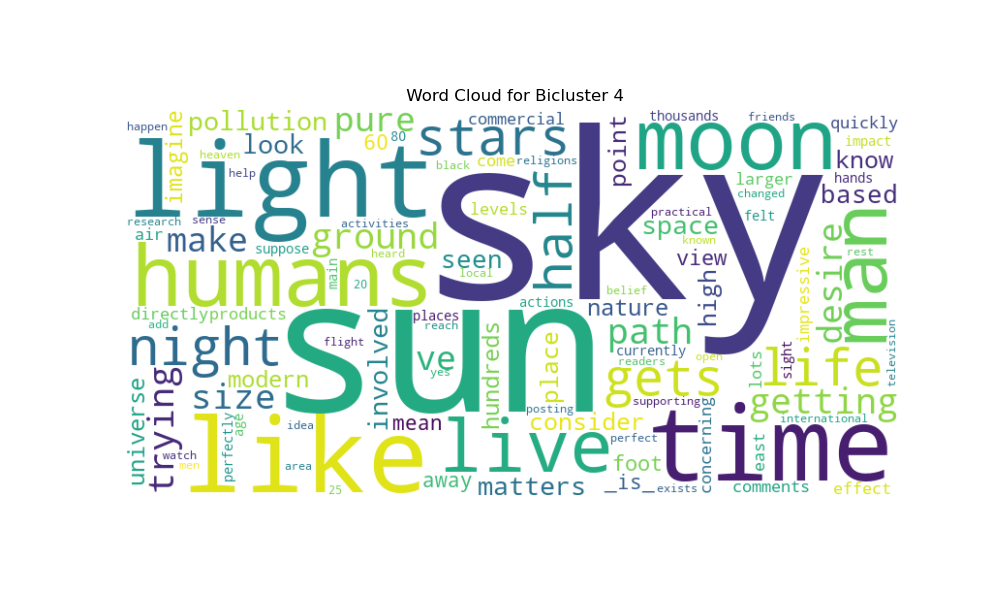 Word Cloud for Bicluster 4
happen
imagine
pollution
pure
60
80
stars
commercial
point
thousands
friends
quickly
moon
impact
know
look
heaven
help
light
black
come
religions
sky
larger
hands
changed
based
research
sense
air
make
suppose
activities
ground
heard
levels
half
practical
space
known
felt
view
desire
man
rest
humans
main
20
seen
local
belief
actions
nature
high
impressive
directly
products
add
night
flight
sun
places
reach
ve
yes
path
currently
readers
open
lots
sight
life
television
universe
trying
modern
size
involved
hundreds
place
gets
supporting
getting
watch
men
like
perfectly
age
idea
area
25
mean
live
posting
consider
perfect
foot
time
concerning
east
international
away
matters
_is_
exists
comments
effect